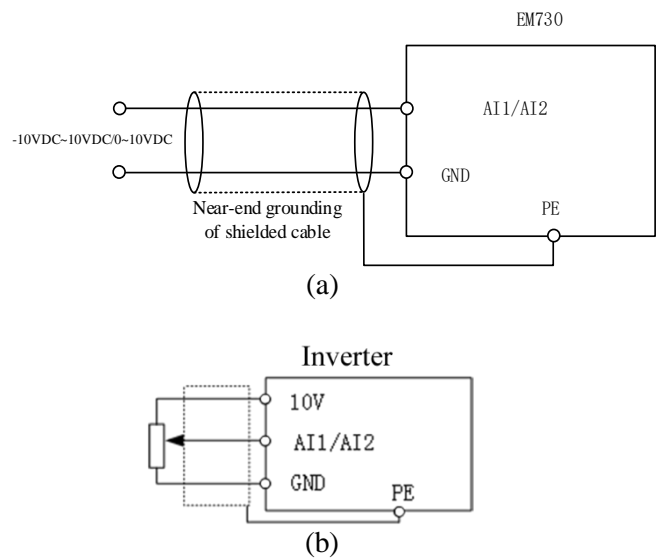 EM730
AI1/AI2
-10VDC~10VDC/0~10VDC
GND
Near-end grounding
of shielded cable
PE
(a)
Inverter
10V
AI1/AI2
GND
PE
(b)